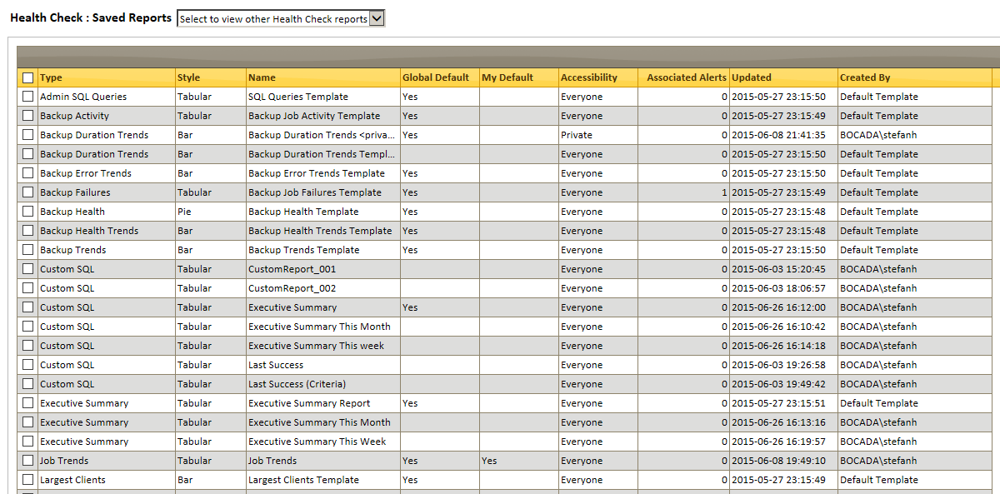 Health Check : Saved Reports Select to view other Health Check reports
Type Style Name Global Default My Default Accessibility Associated Alerts Updated Created By
Admin SQL Queries Tabular SQL Queries Template Yes Everyone 0 2015-05-27 23:15:50 Default Template
Backup Activity Tabular Backup Job Activity Template Yes Everyone 0 2015-05-27 23:15:49 Default Template
Backup Duration Trends Bar Backup Duration Trends <priva... Yes Private 0 2015-06-08 21:41:35 BOCADA\stefanh
Backup Duration Trends Bar Backup Duration Trends Templ... Everyone 0 2015-05-27 23:15:50 Default Template
Backup Error Trends Bar Backup Error Trends Template Yes Everyone 0 2015-05-27 23:15:50 Default Template
Backup Failures Tabular Backup Job Failures Template Yes Everyone 1 2015-05-27 23:15:49 Default Template
Backup Health Pie Backup Health Template Yes Everyone 0 2015-05-27 23:15:48 Default Template
Backup Health Trends Bar Backup Health Trends Template Yes Everyone 0 2015-05-27 23:15:48 Default Template
Backup Trends Bar Backup Trends Template Yes Everyone 0 2015-05-27 23:15:50 Default Template
Custom SQL Tabular CustomReport_001 Everyone 0 2015-06-03 15:20:45 BOCADA\stefanh
Custom SQL Tabular CustomReport_002 Everyone 0 2015-06-03 18:06:57 BOCADA\stefanh
Custom SQL Tabular Executive Summary Yes Everyone 0 2015-06-26 16:12:00 BOCADA\stefanh
Custom SQL Tabular Executive Summary This Month Everyone 0 2015-06-26 16:10:42 BOCADA\stefanh
Custom SQL Tabular Executive Summary This week Everyone 0 2015-06-26 16:14:18 BOCADA\stefanh
Custom SQL Tabular Last Success Everyone 0 2015-06-03 19:26:58 BOCADA\stefanh
Custom SQL Tabular Last Success (Criteria) Everyone 0 2015-06-03 19:49:42 BOCADA\stefanh
Executive Summary Tabular Executive Summary Report Yes Everyone 0 2015-05-27 23:15:51 Default Template
Executive Summary Tabular Executive Summary This Month Everyone 0 2015-06-26 16:13:16 BOCADA\stefanh
Executive Summary Tabular Executive Summary This Week Everyone 0 2015-06-26 16:19:57 BOCADA\stefanh
Job Trends Tabular Job Trends Yes Yes Everyone 0 2015-06-08 19:49:10 BOCADA\stefanh
Largest Clients Bar Largest Clients Template Yes Everyone 0 2015-05-27 23:15:49 Default Template